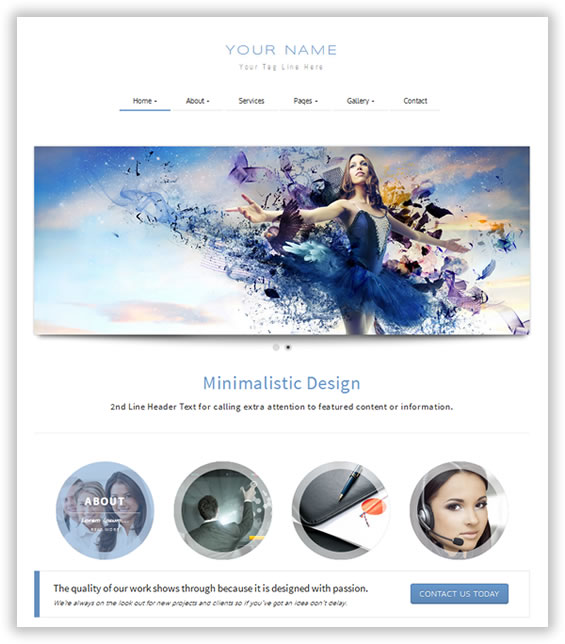 YOUR NAME
Your Tag Line Here
Home
About
Services
Pages
Gallery
Contact
Minimalistic Design
2nd Line Header Text for calling extra attention to featured content or information.
ABOUT
Lorem Ipsum
READ MORE
The quality of our work shows through because it is designed with passion.
We're always on the look out for new projects and clients so if you've got an idea don't delay.
CONTACT US TODAY